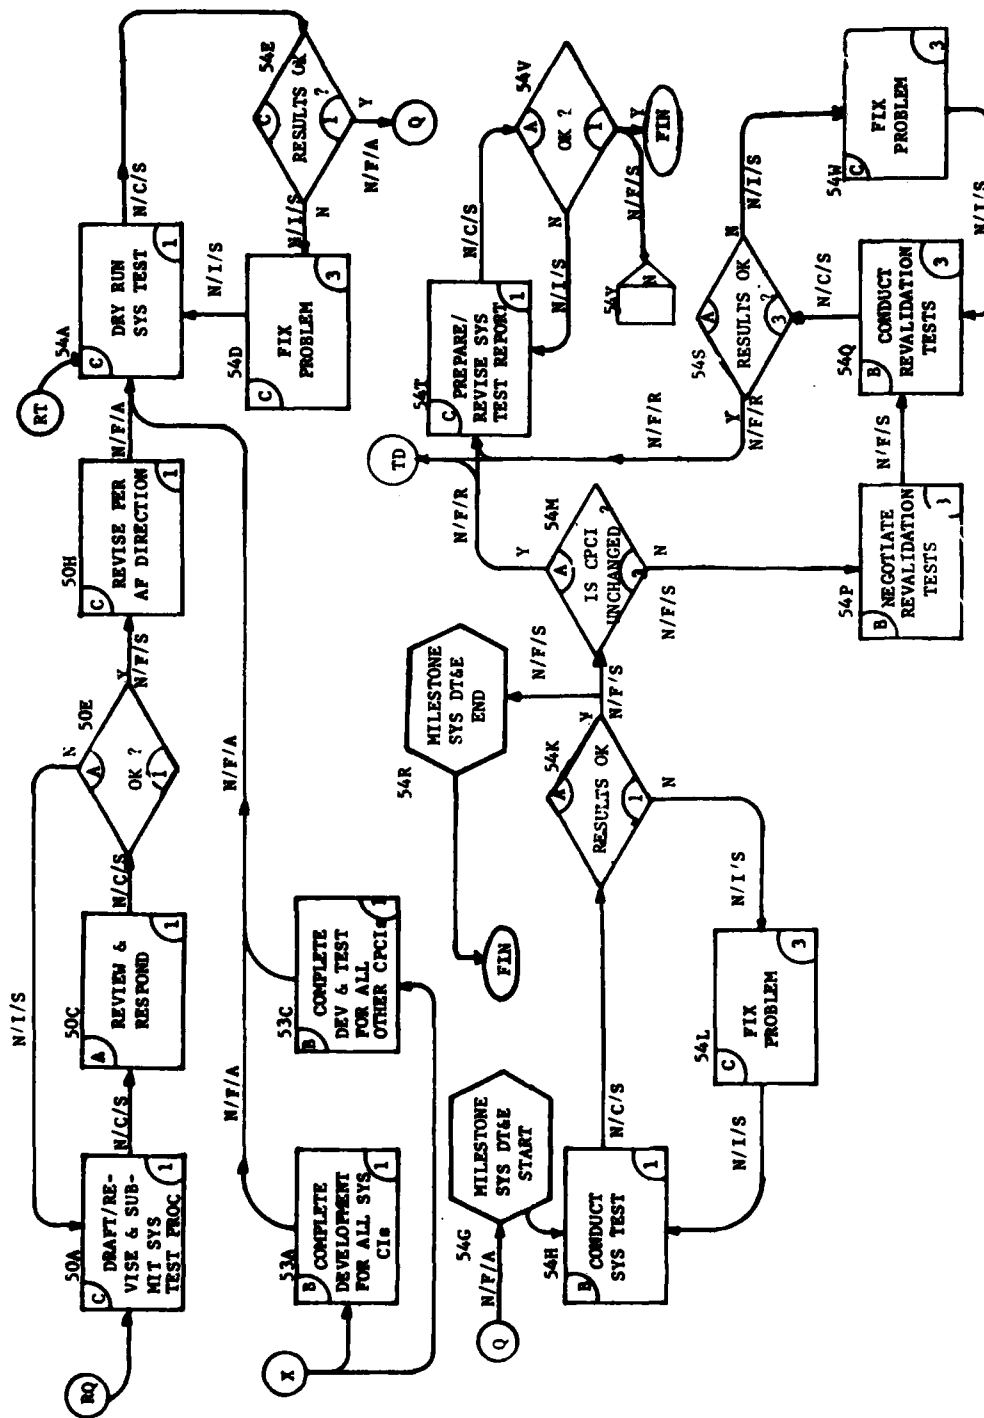 RQ
50A
C
DRAFT/RE-
VISE & SUB-
MIT SYS
TEST PROC
1
N/C/S
50C
A
REVIEW &
RESPOND
1
N/C/S
50E
A
OK ?
1
N
N/I/S
Y
N/F/S
50H
C
REVISE PER
AF DIRECTION
1
N/F/A
RT
54A
C
DRY RUN
SYS TEST
1
N/C/S
54E
C
RESULTS OK
?
1
Y
N/F/A
Q
N
N/I/S
54D
C
FIX
PROBLEM
3
N/I/S
X
53A
B
COMPLETE
DEVELOPMENT
FOR ALL SYS
CIs
1
N/F/A
53C
B
COMPLETE
DEV & TEST
FOR ALL
OTHER CPCIs
1
N/F/A
Q
N/F/A
54G
MILESTONE
SYS DT&E
START
54H
B
CONDUCT
SYS TEST
1
N/C/S
54K
A
RESULTS OK
1
N
N/I'S
54L
C
FIX
PROBLEM
3
N/I/S
Y
N/F'S
N/F/S
54R
MILESTONE
SYS DT&E
END
FIN
54M
A
IS CPCI
UNCHANGED
?
Y
N/F/R
TD
N
N/F/S
54P
B
NEGOTIATE
REVALIDATION
TESTS
N/F/S
54Q
B
CONDUCT
REVALIDATION
TESTS
3
N/C/S
54S
A
RESULTS OK
?
3
Y
N/F/R
N/F/R
N
N/I/S
54W
C
FIX
PROBLEM
3
N/I/S
54T
C
PREPARE/
REVISE SYS
TEST REPORT
1
N/C/S
54V
A
OK ?
1
N
N/I/S
Y
FIN
N/F/S
N